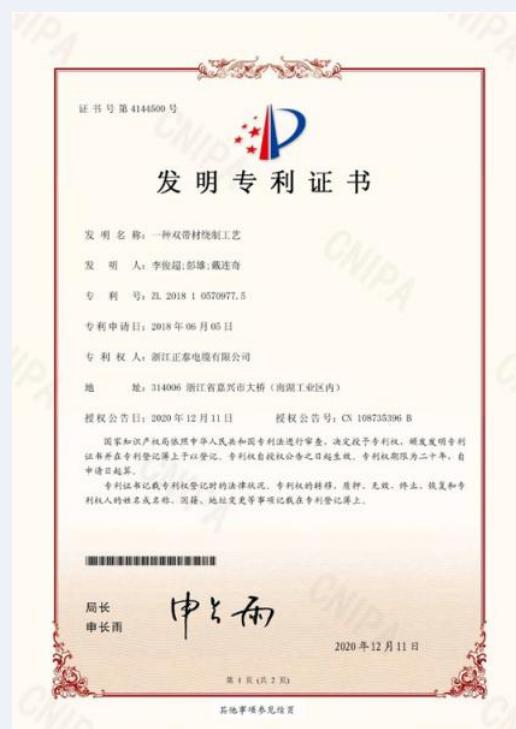 证书号第4144500号
发明专利证书
发明名称：一种双带材绕制工艺
发明人：李俊超;彭雄;戴连奇
专利号：ZL 2018 1 0570977.5
专利申请日：2018年06月05日
专利权人：浙江正泰电缆有限公司
地址：314006 浙江省嘉兴市大桥（南湖工业区内）
授权公告日：2020年12月11日 授权公告号：CN 108735396 B
国家知识产权局依照中华人民共和国专利法进行审查，决定授予专利权，颁发发明专利
证书并在专利登记簿上予以登记。专利权自授权公告之日起生效。专利权期限为二十年，自
申请日起算。
专利证书记载专利权登记时的法律状况。专利权的转移、质押、无效、终止、恢复和专
利权人的姓名或名称、国籍、地址变更等事项记载在专利登记簿上。
局长
申长雨
申长雨
2020年12月11日
第 1 页 (共 2 页)
其他事项参见续页
CNIPA
CNIPA
CNIPA